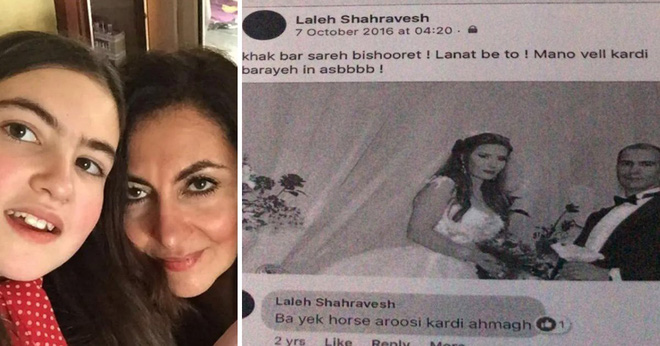 Laleh Shahravesh
7 October 2016 at 04:20 ·
khak bar sareh bishooret ! Lanat be to ! Mano vell kardi
barayeh in asbbbb !
Laleh Shahravesh
Ba yek horse aroosi kardi ahmagh 1
2 yrs Like Reply More